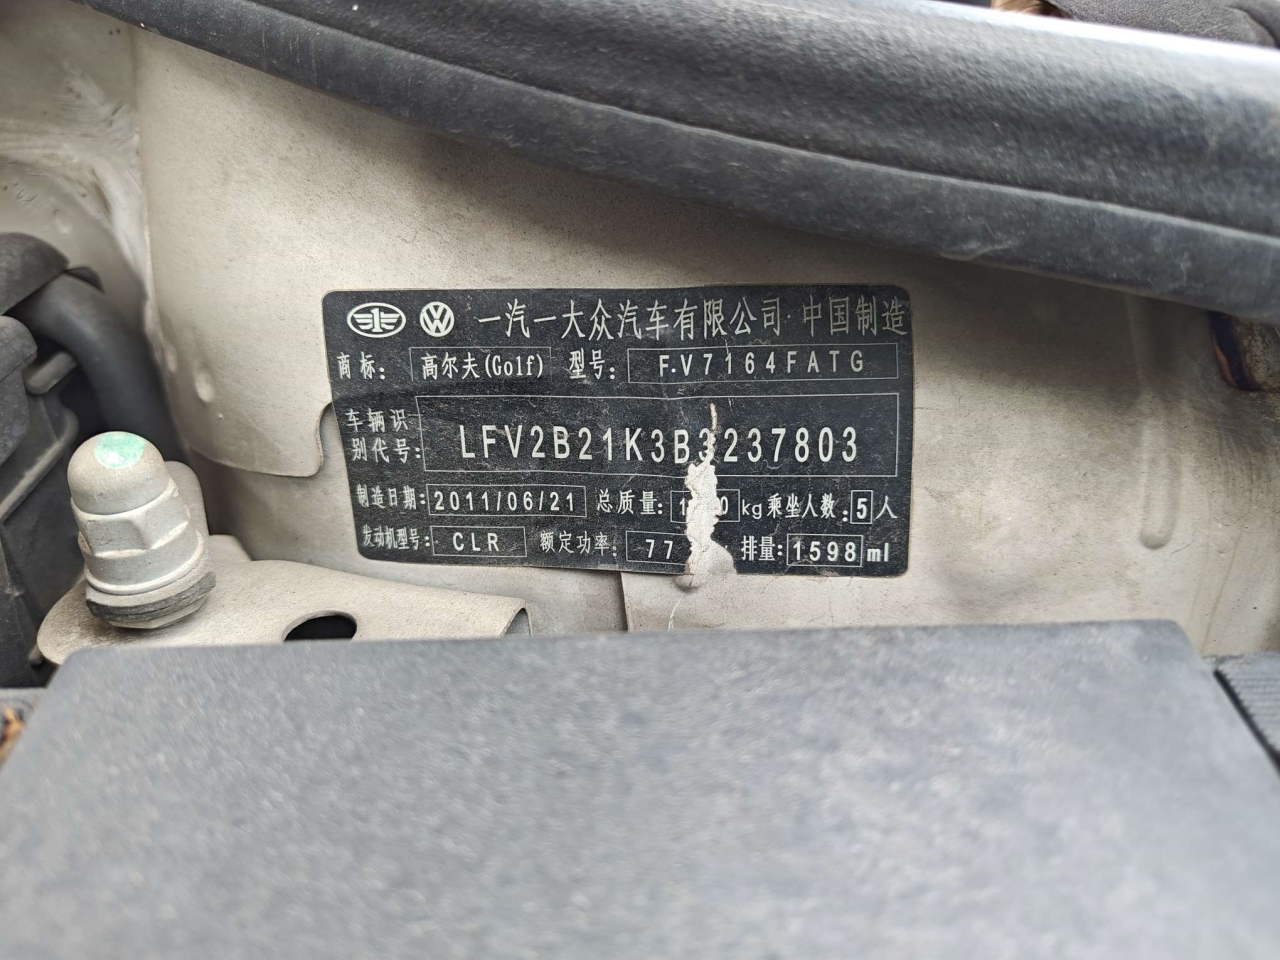 一汽一大众汽车有限公司 中国制造
商标: 高尔夫(Golf) 型号: FV7164FATG
车辆识别代号: LFV2B21K3B3237803
制造日期: 2011/06/21 总质量: kg 乘坐人数: 5 人
发动机型号: CLR 额定功率: 77 排量: 1598 ml